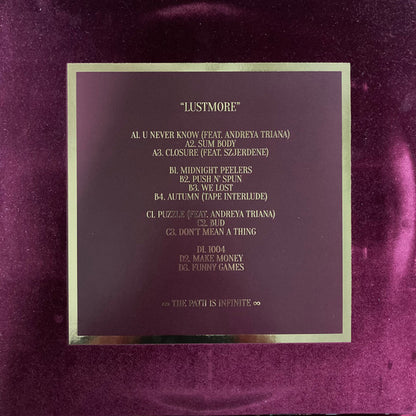 "LUSTMORE"
A1. U NEVER KNOW (FEAT. ANDREYA TRIANA)
A2. SUM BODY
A3. CLOSURE (FEAT. SZJERDENE)
B1. MIDNIGHT PEELERS
B2. PUSH N' SPUN
B3. WE LOST
B4. AUTUMN (TAPE INTERLUDE)
C1. PUZZLE (FEAT. ANDREYA TRIANA)
C2. BUD
C3. DON'T MEAN A THING
D1. 1004
D2. MAKE MONEY
D3. FUNNY GAMES
∞ THE PATH IS INFINITE ∞